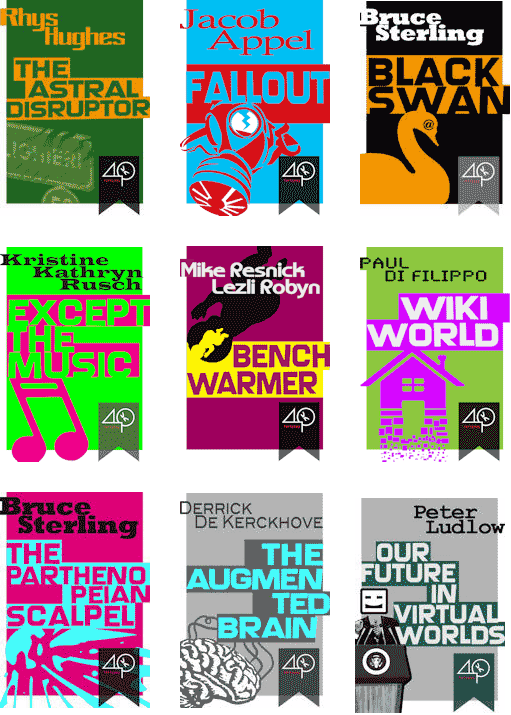 Rhys
Hughes
THE
ASTRAL
DISRUPTOR
Jacob
Appel
FALLOUT
Bruce
Sterling
BLACK
SWAN
@
Kristine
Kathryn
Rusch
EXCEPT
THE
MUSIC
Mike Resnick
Lezli Robyn
BENCH
WARMER
PAUL
DI FILIPPO
WIKI
WORLD
Bruce
Sterling
THE
PARTHENO
PEIAN
SCALPEL
DERRICK
DE KERCKHOVE
THE
AUGMEN
TED
BRAIN
Peter
Ludlow
OUR
FUTURE
IN
VIRTUAL
WORLDS